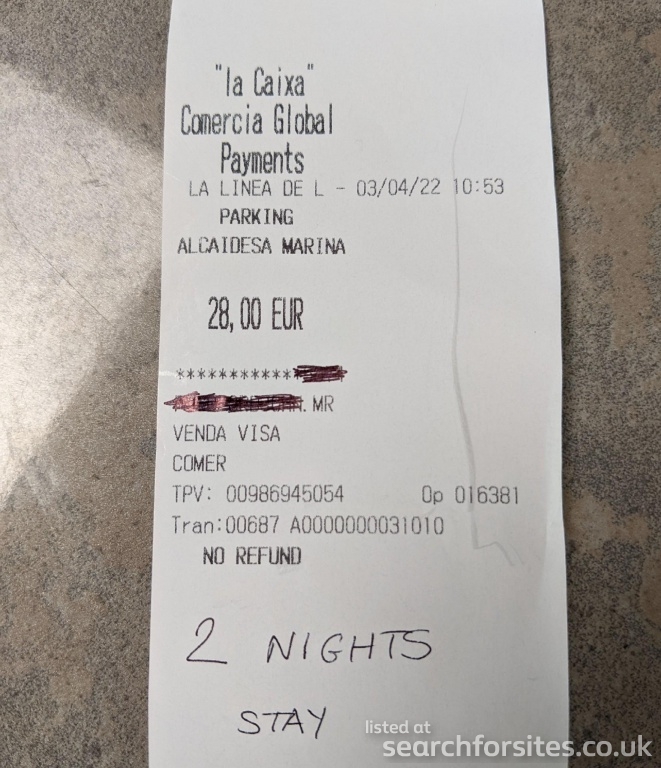 "la Caixa"
Comercia Global
Payments
LA LINEA DE L - 03/04/22 10:53
PARKING
ALCAIDESA MARINA
28,00 EUR
***********
. MR
VENDA VISA
COMER
TPV: 00986945054 Op 016381
Tran:00687 A0000000031010
NO REFUND
2 NIGHTS
STAY
listed at
searchforsites.co.uk